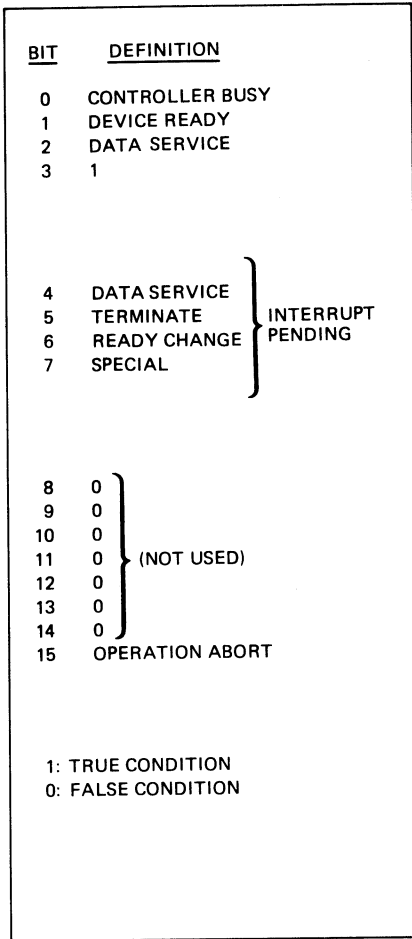 BIT DEFINITION
0 CONTROLLER BUSY
1 DEVICE READY
2 DATA SERVICE
3 1
4 DATA SERVICE
5 TERMINATE
6 READY CHANGE
7 SPECIAL
INTERRUPT
PENDING
8 0
9 0
10 0
11 0
12 0
13 0
14 0
(NOT USED)
15 OPERATION ABORT
1: TRUE CONDITION
0: FALSE CONDITION